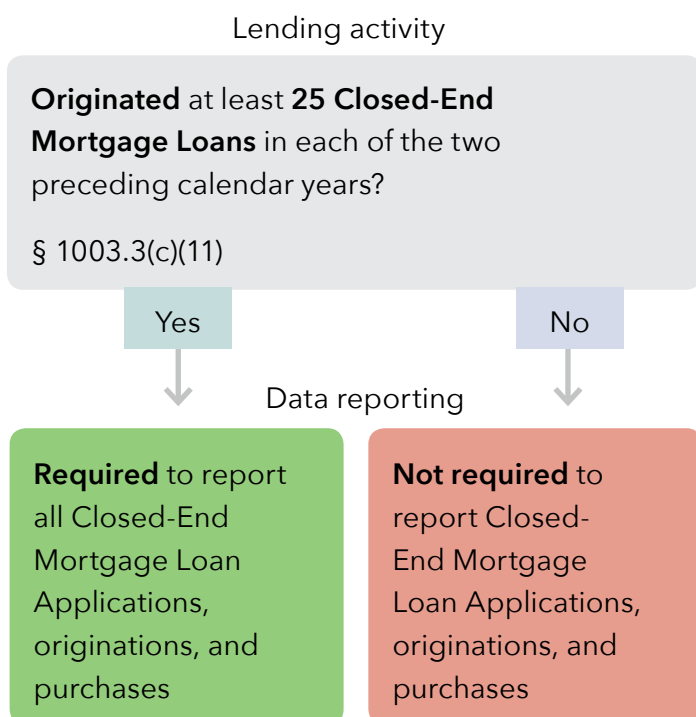 Lending activity
Originated at least 25 Closed-End
Mortgage Loans in each of the two
preceding calendar years?
§ 1003.3(c)(11)
Yes
No
Data reporting
Required to report
all Closed-End
Mortgage Loan
Applications,
originations, and
purchases
Not required to
report Closed-
End Mortgage
Loan Applications,
originations, and
purchases